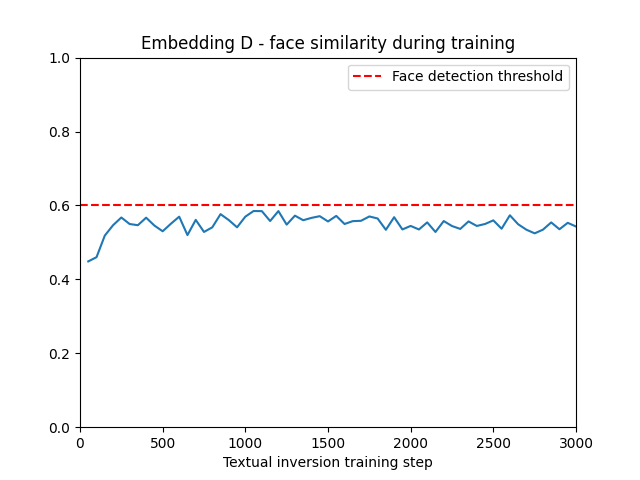 Embedding D - face similarity during training
Face detection threshold
1.0
0.8
0.6
0.4
0.2
0.0
0 500 1000 1500 2000 2500 3000
Textual inversion training step